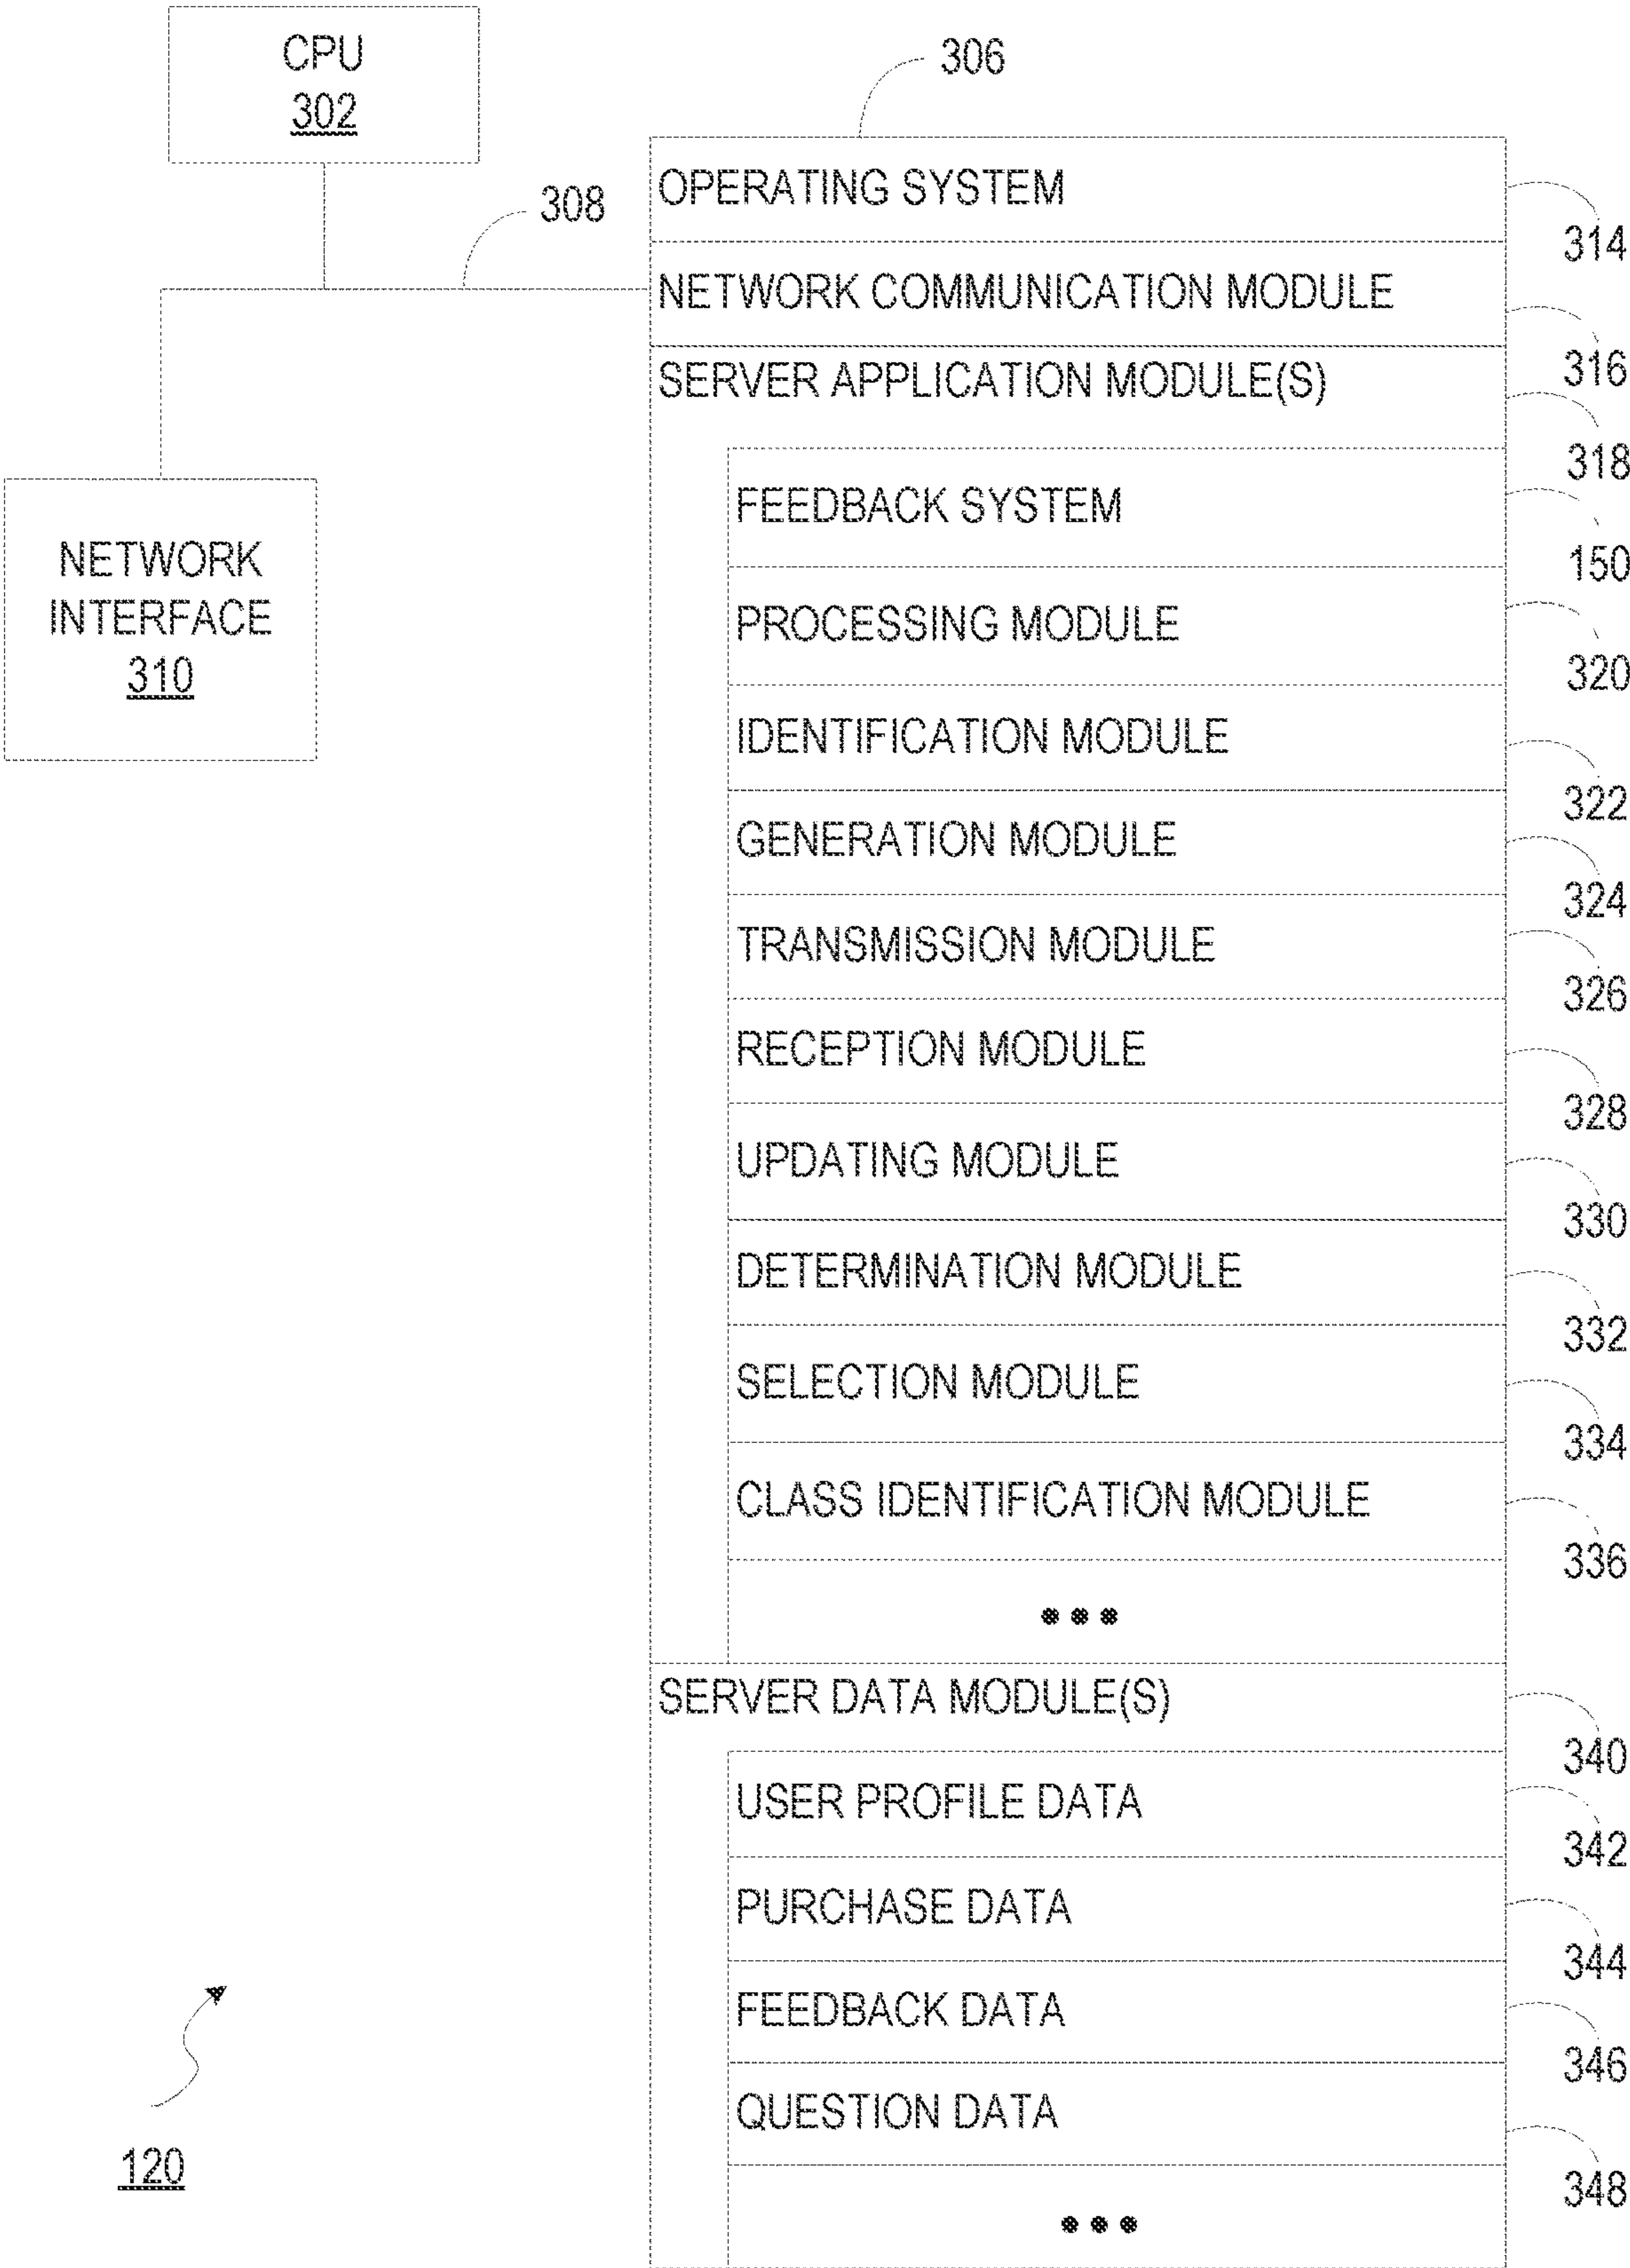 CPU
302
306
308
OPERATING SYSTEM
314
NETWORK COMMUNICATION MODULE
316
SERVER APPLICATION MODULE(S)
318
NETWORK
INTERFACE
310
FEEDBACK SYSTEM
150
PROCESSING MODULE
320
IDENTIFICATION MODULE
322
GENERATION MODULE
324
TRANSMISSION MODULE
326
RECEPTION MODULE
328
UPDATING MODULE
330
DETERMINATION MODULE
332
SELECTION MODULE
334
CLASS IDENTIFICATION MODULE
336
•••
SERVER DATA MODULE(S)
340
USER PROFILE DATA
342
PURCHASE DATA
344
FEEDBACK DATA
346
QUESTION DATA
348
•••
120